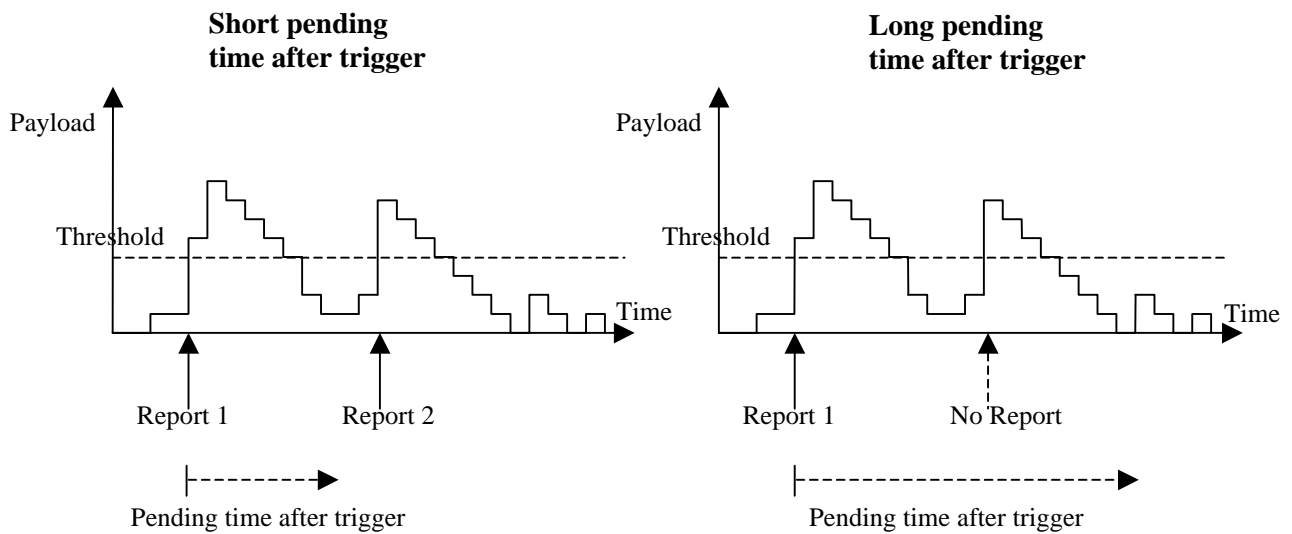 Short pending
time after trigger
Payload
Threshold
Time
Report 1
Report 2
Pending time after trigger
Long pending
time after trigger
Payload
Threshold
Time
Report 1
No Report
Pending time after trigger